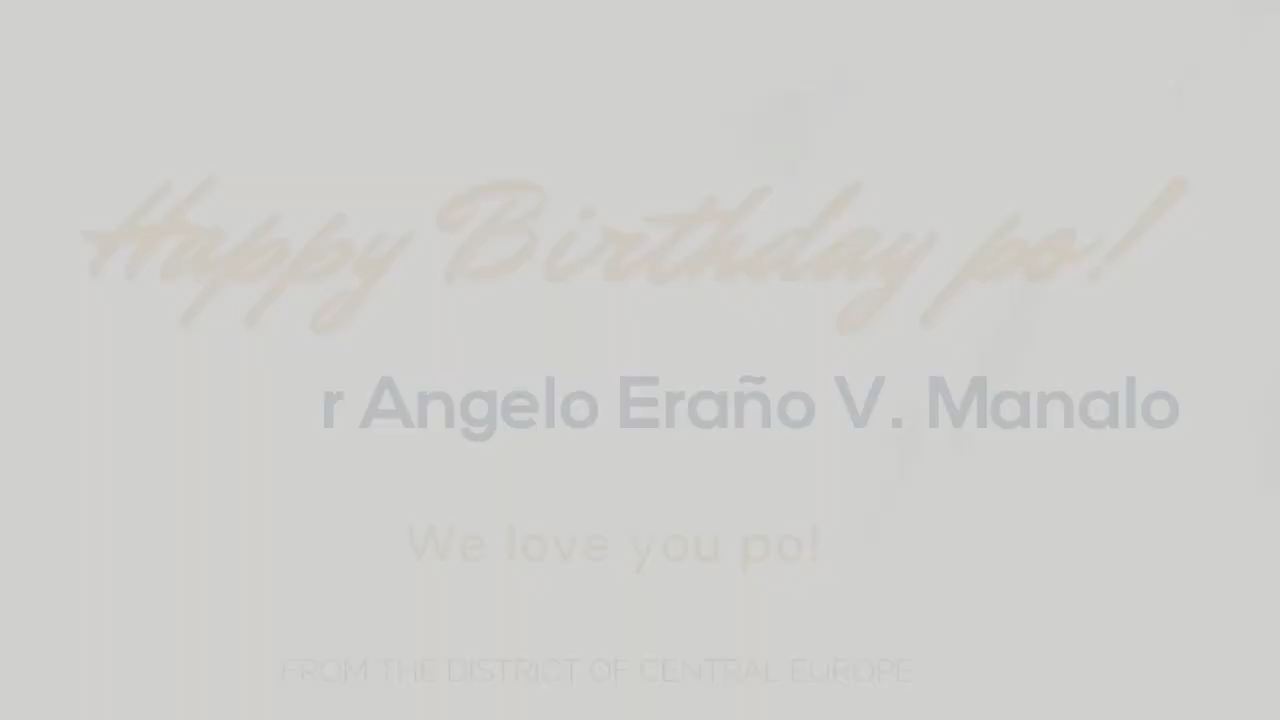 Happy Birthday po!
r Angelo Eraño V. Manalo
We love you po!
FROM THE DISTRICT OF CENTRAL EUROPE